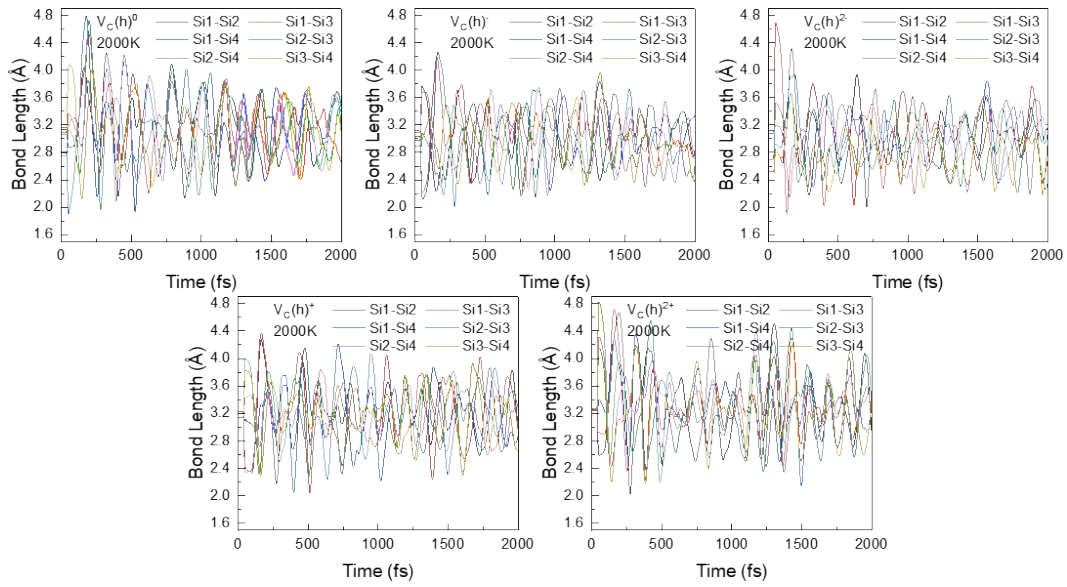 V_C(h)^0
2000K
Si1-Si2 Si1-Si3
Si1-Si4 Si2-Si3
Si2-Si4 Si3-Si4
Bond Length (Å)
4.8
4.4
4.0
3.6
3.2
2.8
2.4
2.0
1.6
0 500 1000 1500 2000
Time (fs)
V_C(h)^-
2000K
Si1-Si2 Si1-Si3
Si1-Si4 Si2-Si3
Si2-Si4 Si3-Si4
Bond Length (Å)
4.8
4.4
4.0
3.6
3.2
2.8
2.4
2.0
1.6
0 500 1000 1500 2000
Time (fs)
V_C(h)^2-
2000K
Si1-Si2 Si1-Si3
Si1-Si4 Si2-Si3
Si2-Si4 Si3-Si4
Bond Length (Å)
4.8
4.4
4.0
3.6
3.2
2.8
2.4
2.0
1.6
0 500 1000 1500 2000
Time (fs)
V_C(h)^+
2000K
Si1-Si2 Si1-Si3
Si1-Si4 Si2-Si3
Si2-Si4 Si3-Si4
Bond Length (Å)
4.8
4.4
4.0
3.6
3.2
2.8
2.4
2.0
1.6
0 500 1000 1500 2000
Time (fs)
V_C(h)^2+
2000K
Si1-Si2 Si1-Si3
Si1-Si4 Si2-Si3
Si2-Si4 Si3-Si4
Bond Length (Å)
4.8
4.4
4.0
3.6
3.2
2.8
2.4
2.0
1.6
0 500 1000 1500 2000
Time (fs)